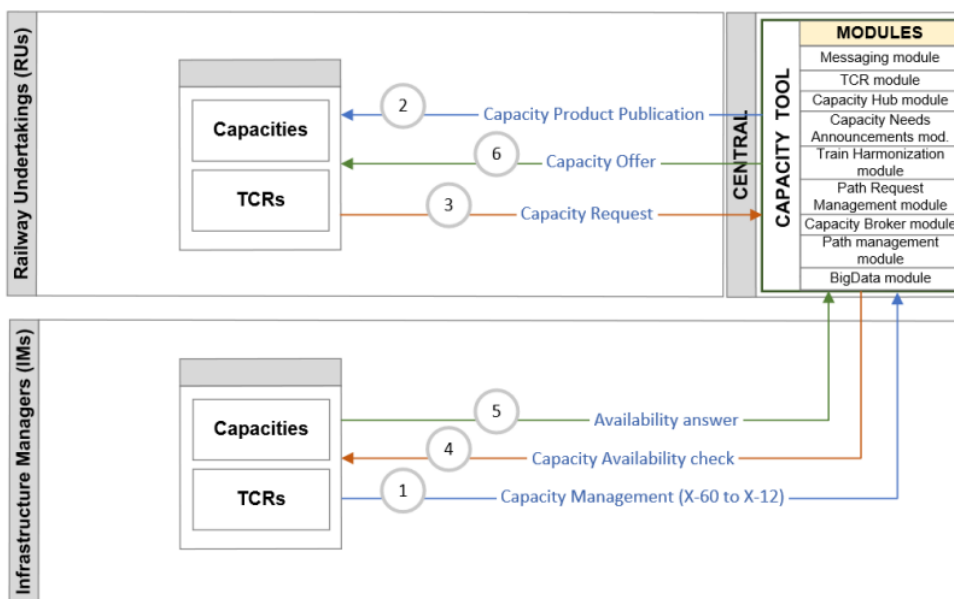 Railway Undertakings (RUs)
Capacities
TCRs
2
Capacity Product Publication
6
Capacity Offer
3
Capacity Request
CENTRAL
CAPACITY TOOL
MODULES
Messaging module
TCR module
Capacity Hub module
Capacity Needs
Announcements mod.
Train Harmonization
module
Path Request
Management module
Capacity Broker module
Path management
module
BigData module
Infrastructure Managers (IMs)
Capacities
TCRs
5
Availability answer
4
Capacity Availability check
1
Capacity Management (X-60 to X-12)